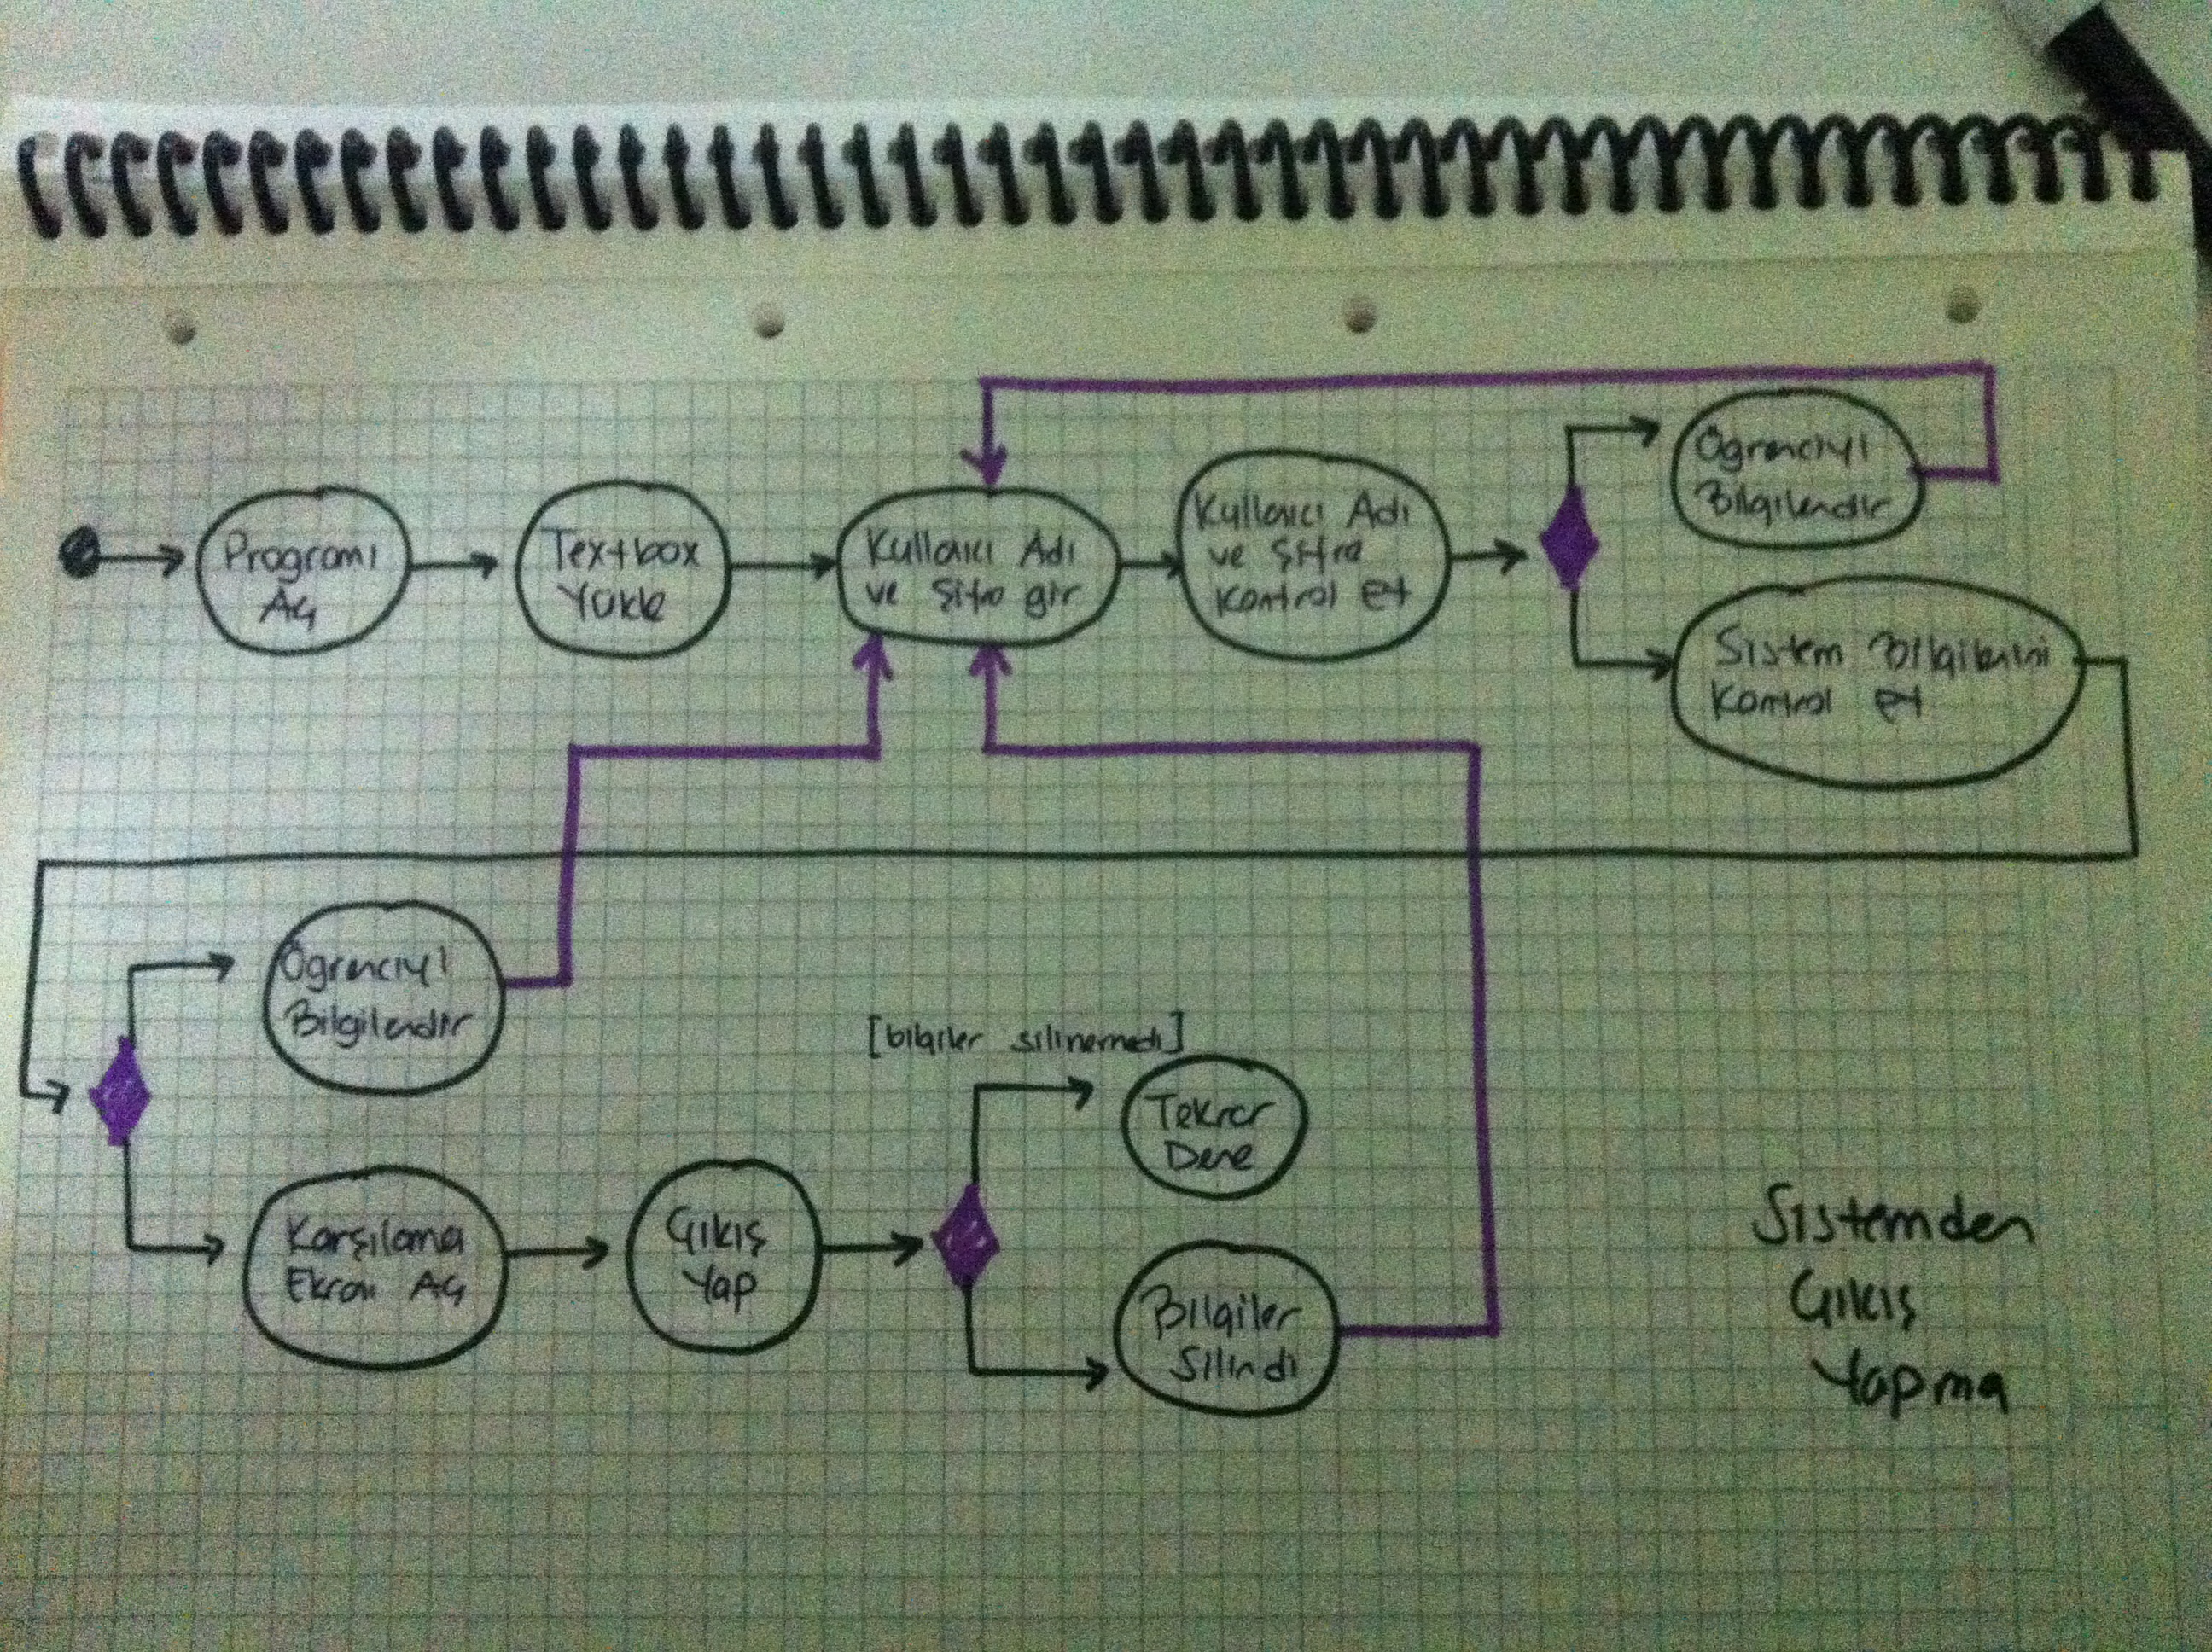 Programı
Aç
Textbox
Yükle
Kullanıcı Adı
ve Şifre gir
Kullanıcı Adı
ve Şifre
Kontrol et
Öğrenciyi
Bilgilendir
Sistem Bilgilerini
Kontrol et
Öğrenciyi
Bilgilendir
[bilgiler silinemedi]
Tekrar
Dene
Karşılama
Ekranı Aç
Çıkış
Yap
Bilgiler
Silindi
Sistemden
Çıkış
Yapma